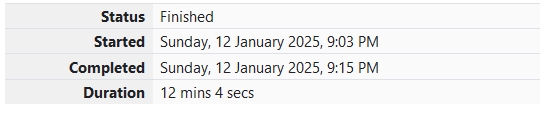 Status Finished
Started Sunday, 12 January 2025, 9:03 PM
Completed Sunday, 12 January 2025, 9:15 PM
Duration 12 mins 4 secs